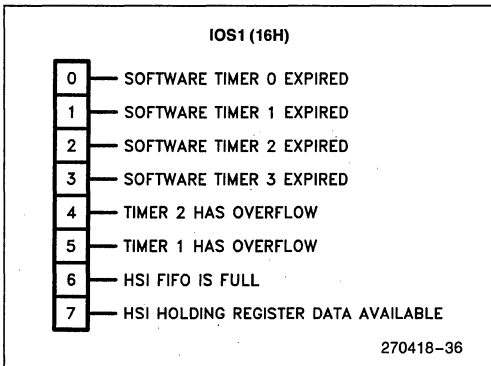 IOS1 (16H)
0 SOFTWARE TIMER 0 EXPIRED
1 SOFTWARE TIMER 1 EXPIRED
2 SOFTWARE TIMER 2 EXPIRED
3 SOFTWARE TIMER 3 EXPIRED
4 TIMER 2 HAS OVERFLOW
5 TIMER 1 HAS OVERFLOW
6 HSI FIFO IS FULL
7 HSI HOLDING REGISTER DATA AVAILABLE
270418–36